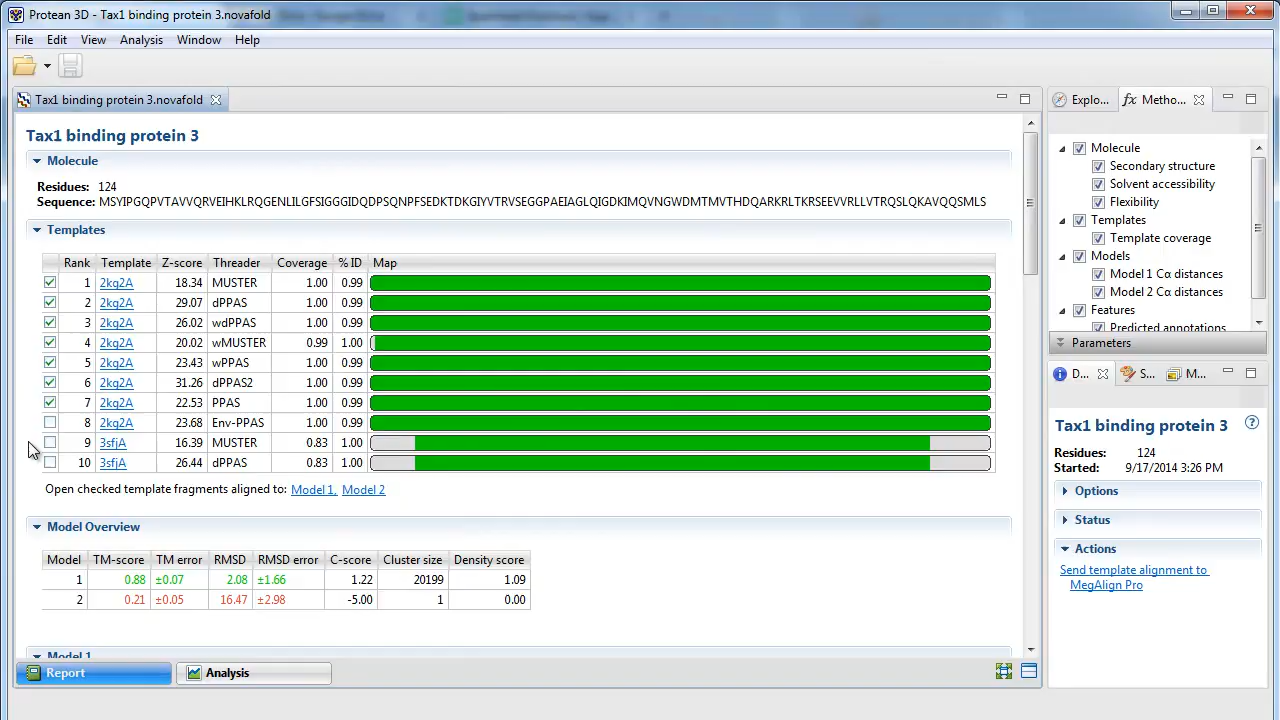 Protean 3D - Tax1 binding protein 3.novafold
File Edit View Analysis Window Help
Tax1 binding protein 3.novafold
Tax1 binding protein 3
Molecule
Residues: 124
Sequence: MSYIPGQPVTAVVQRVEIHKLRQGENLILGFSIGGGIDQDPSQNPFSEDKTDKGIYVTRVSEGGPAEIAGLQIGDKIMQVNGWDMTMVTHDQARKRLTKRSEEVVRLLVTRQSLQKAVQQSMLS
Templates
Rank Template Z-score Threader Coverage % ID Map
1 2kg2A 18.34 MUSTER 1.00 0.99
2 2kg2A 29.07 dPPAS 1.00 0.99
3 2kg2A 26.02 wdPPAS 1.00 0.99
4 2kg2A 20.02 wMUSTER 0.99 1.00
5 2kg2A 23.43 wPPAS 1.00 0.99
6 2kg2A 31.26 dPPAS2 1.00 0.99
7 2kg2A 22.53 PPAS 1.00 0.99
8 2kg2A 23.68 Env-PPAS 1.00 0.99
9 3sfjA 16.39 MUSTER 0.83 1.00
10 3sfjA 26.44 dPPAS 0.83 1.00
Open checked template fragments aligned to: Model 1, Model 2
Model Overview
Model TM-score TM error RMSD RMSD error C-score Cluster size Density score
1 0.88 ±0.07 2.08 ±1.66 1.22 20199 1.09
2 0.21 ±0.05 16.47 ±2.98 -5.00 1 0.00
Model 1
Report Analysis
Explo... fx Metho...
Molecule
Secondary structure
Solvent accessibility
Flexibility
Templates
Template coverage
Models
Model 1 Cα distances
Model 2 Cα distances
Features
Predicted annotations
Parameters
D... S... M...
Tax1 binding protein 3
Residues: 124
Started: 9/17/2014 3:26 PM
Options
Status
Actions
Send template alignment to
MegAlign Pro